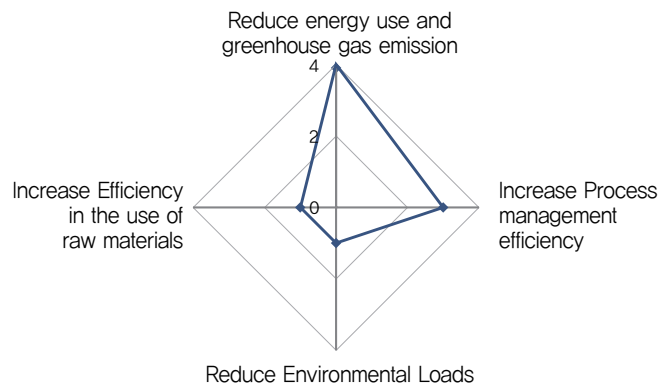 Reduce energy use and
greenhouse gas emission
4
2
0
Increase Efficiency
in the use of
raw materials
Increase Process
management
efficiency
Reduce Environmental Loads